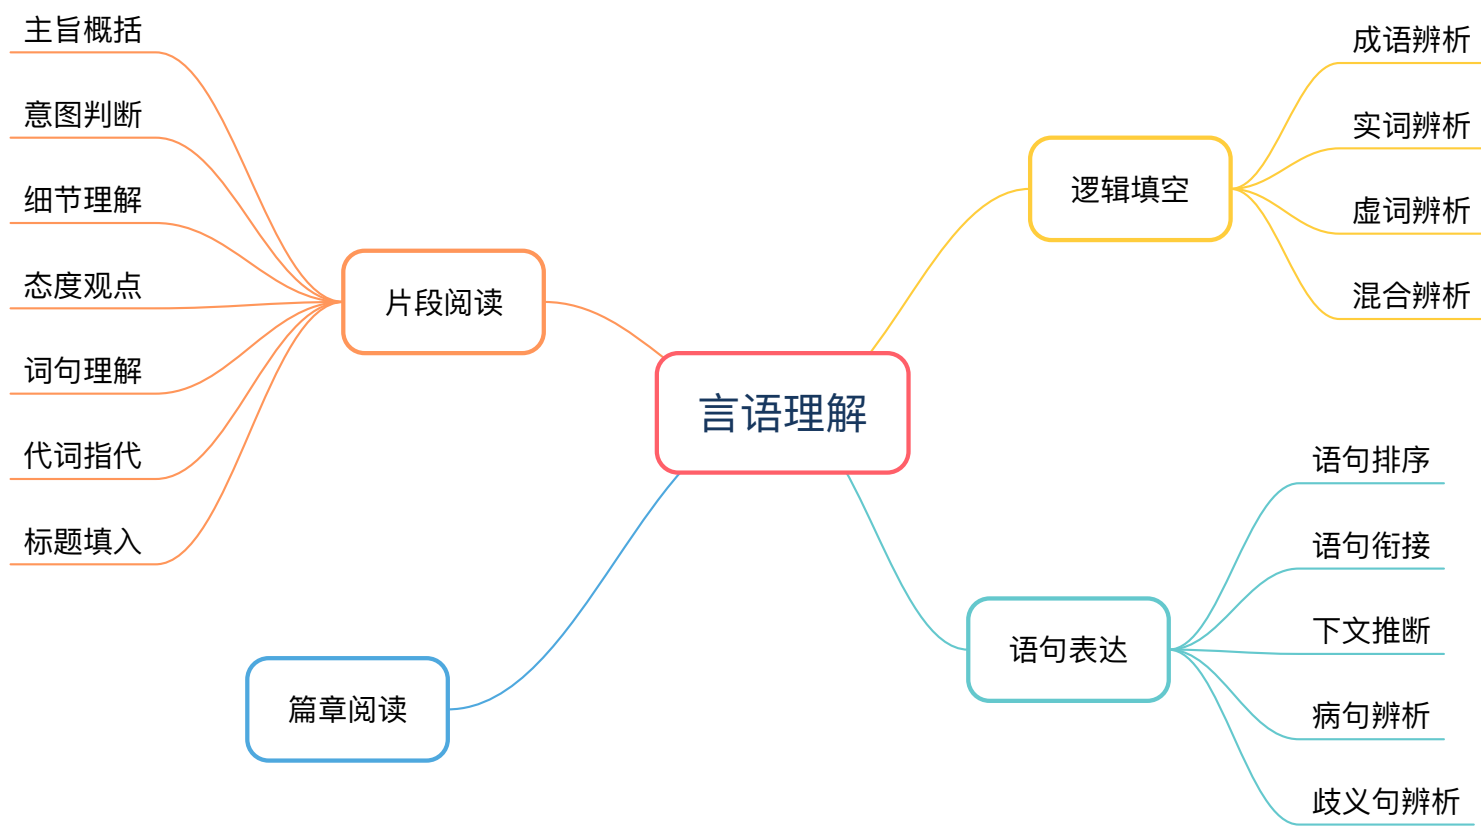 言语理解
逻辑填空
成语辨析
实词辨析
虚词辨析
混合辨析
语句表达
语句排序
语句衔接
下文推断
病句辨析
歧义句辨析
片段阅读
主旨概括
意图判断
细节理解
态度观点
词句理解
代词指代
标题填入
篇章阅读